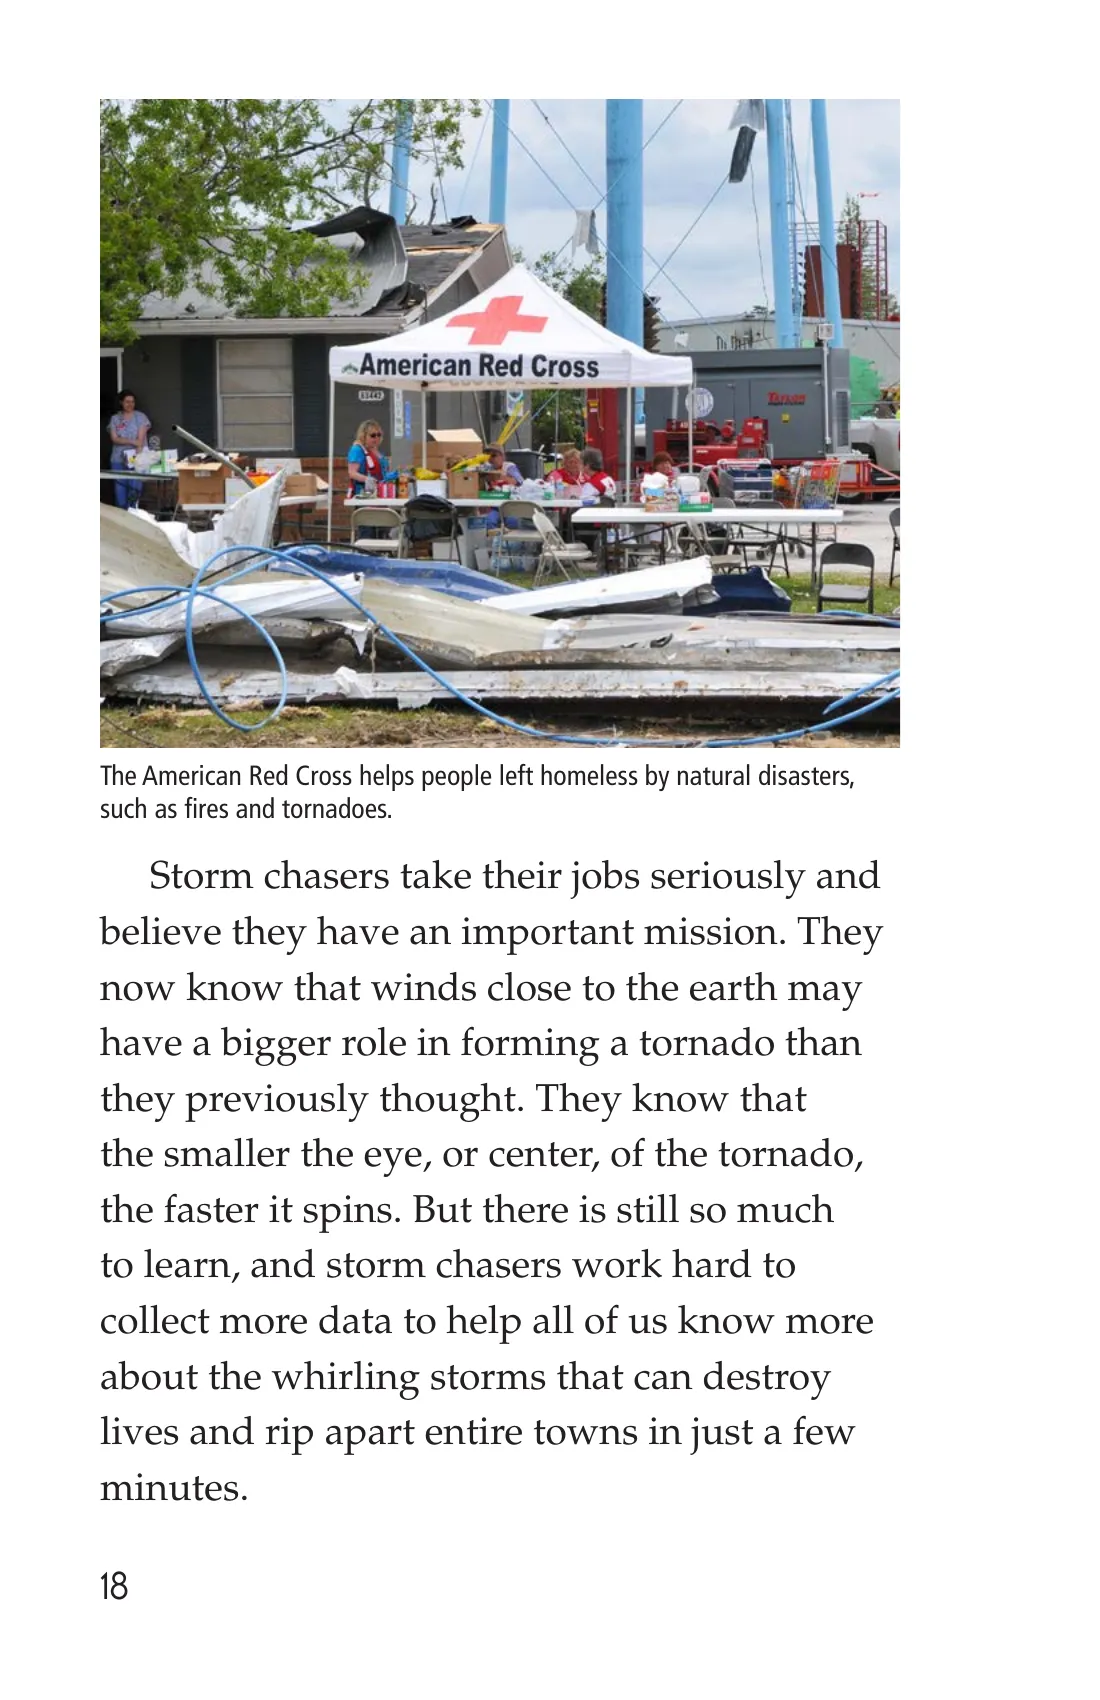 American Red Cross
The American Red Cross helps people left homeless by natural disasters,
such as fires and tornadoes.
Storm chasers take their jobs seriously and
believe they have an important mission. They
now know that winds close to the earth may
have a bigger role in forming a tornado than
they previously thought. They know that
the smaller the eye, or center, of the tornado,
the faster it spins. But there is still so much
to learn, and storm chasers work hard to
collect more data to help all of us know more
about the whirling storms that can destroy
lives and rip apart entire towns in just a few
minutes.
18